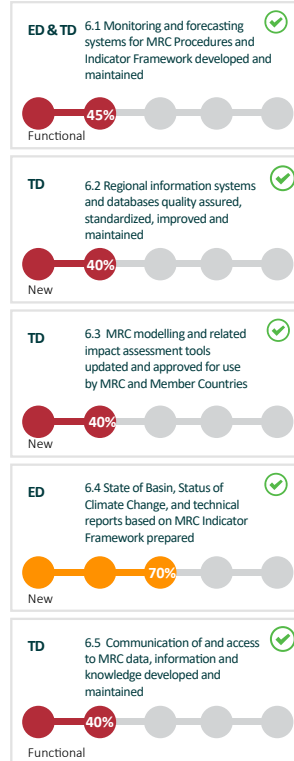 ED & TD
6.1 Monitoring and forecasting
systems for MRC Procedures and
Indicator Framework developed and
maintained
45%
Functional
TD
6.2 Regional information systems
and databases quality assured,
standardized, improved and
maintained
40%
New
TD
6.3 MRC modelling and related
impact assessment tools
updated and approved for use
by MRC and Member Countries
40%
New
ED
6.4 State of Basin, Status of
Climate Change, and technical
reports based on MRC Indicator
Framework prepared
70%
New
TD
6.5 Communication of and access
to MRC data, information and
knowledge developed and
maintained
40%
Functional